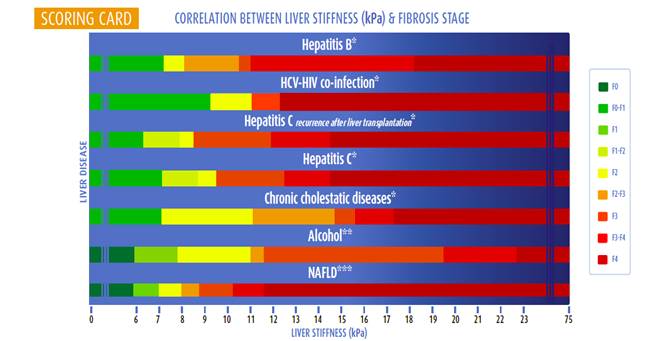 SCORING CARD
CORRELATION BETWEEN LIVER STIFFNESS (kPa) & FIBROSIS STAGE
Hepatitis B*
HCV-HIV co-infection*
Hepatitis C recurrence after liver transplantation*
Hepatitis C*
Chronic cholestatic diseases*
Alcohol**
NAFLD***
LIVER DISEASE
0 6 7 8 9 10 11 12 13 14 15 16 17 18 19 20 21 22 23 75
LIVER STIFFNESS (kPa)
F0
F0-F1
F1
F1-F2
F2
F2-F3
F3
F3-F4
F4